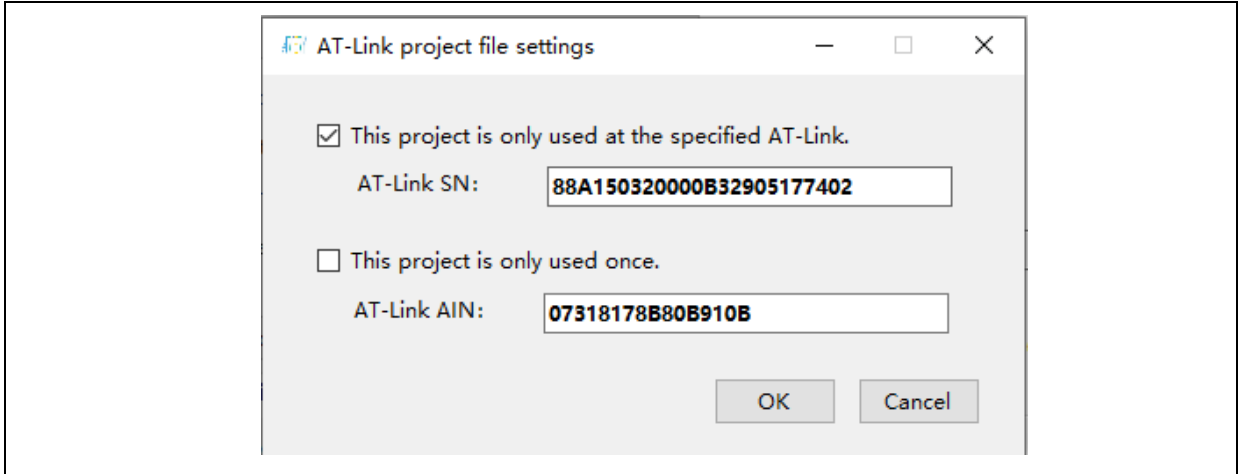 AT-Link project file settings
This project is only used at the specified AT-Link.
AT-Link SN: 88A150320000B32905177402
This project is only used once.
AT-Link AIN: 07318178B80B910B
OK Cancel